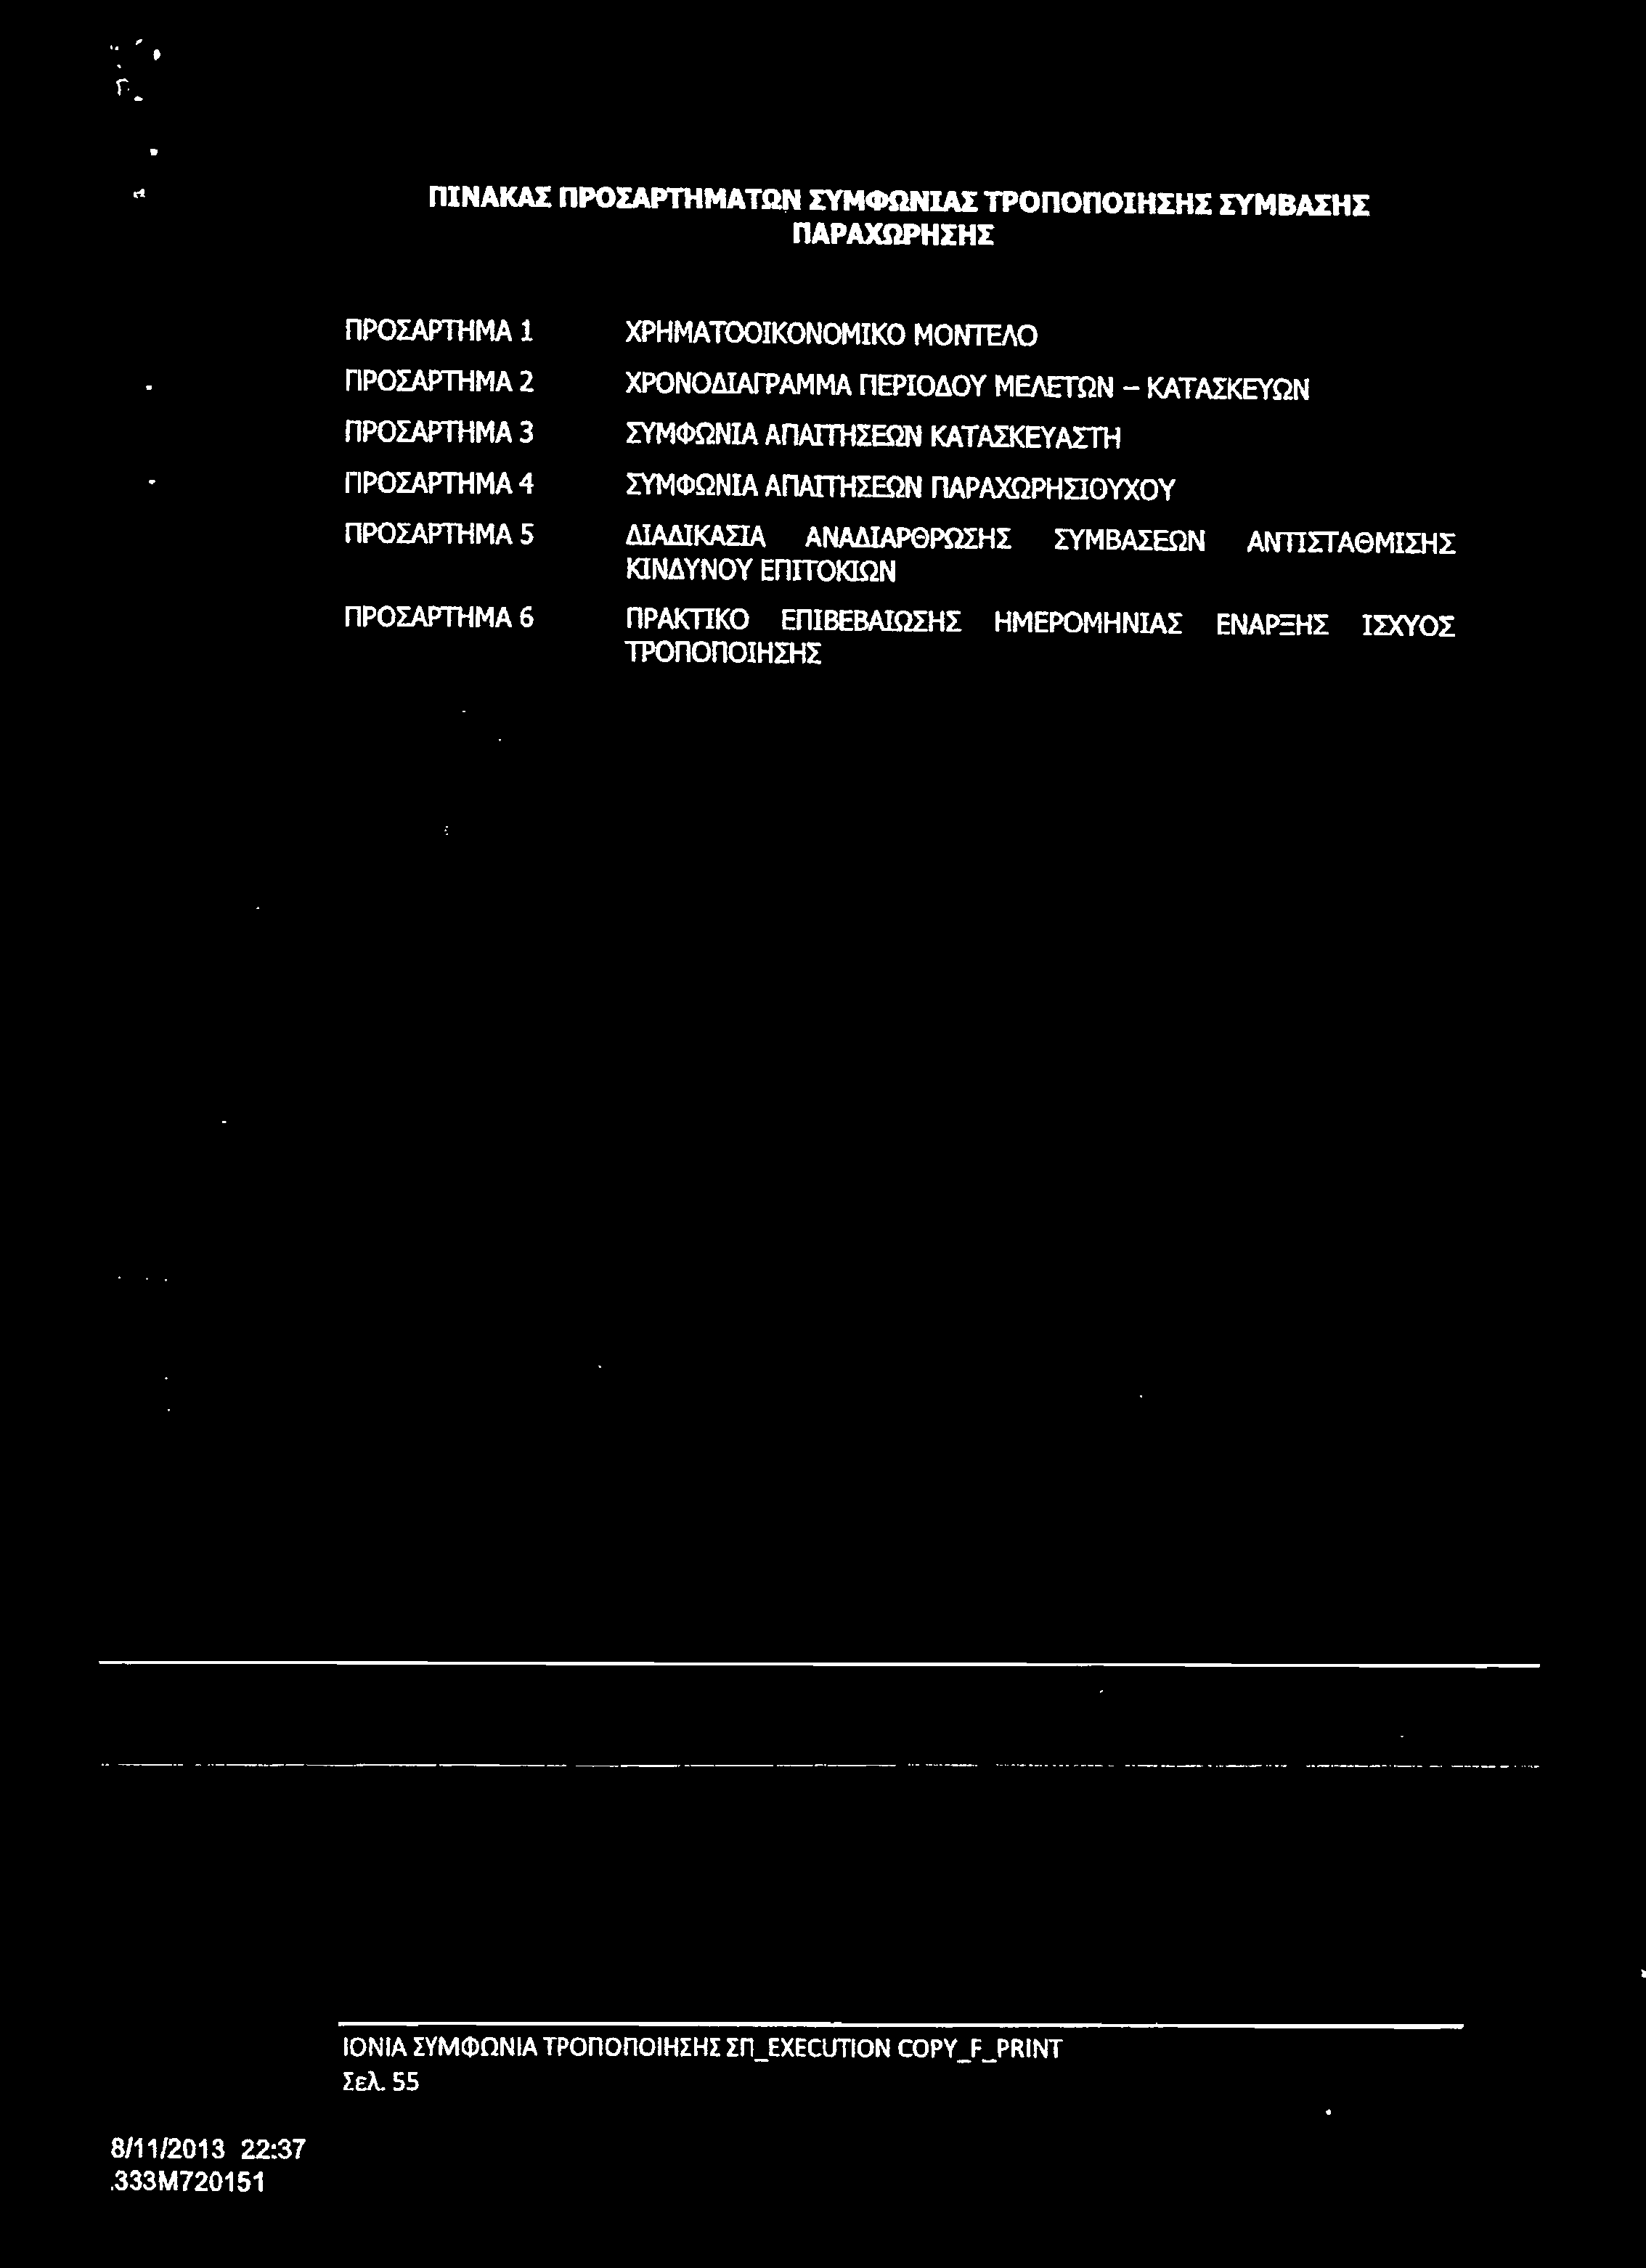 ΠΙΝΑΚΑΣ ΠΡΟΣΑΡΤΗΜΑΤΩΝ ΣΥΜΦΩΝΙΑΣ ΤΡΟΠΟΠΟΙΗΣΗΣ ΣΥΜΒΑΣΗΣ
ΠΑΡΑΧΩΡΗΣΗΣ
ΠΡΟΣΑΡΤΗΜΑ 1 ΧΡΗΜΑΤΟΟΙΚΟΝΟΜΙΚΟ ΜΟΝΤΕΛΟ
ΠΡΟΣΑΡΤΗΜΑ 2 ΧΡΟΝΟΔΙΑΓΡΑΜΜΑ ΠΕΡΙΟΔΟΥ ΜΕΛΕΤΩΝ – ΚΑΤΑΣΚΕΥΩΝ
ΠΡΟΣΑΡΤΗΜΑ 3 ΣΥΜΦΩΝΙΑ ΑΠΑΙΤΗΣΕΩΝ ΚΑΤΑΣΚΕΥΑΣΤΗ
ΠΡΟΣΑΡΤΗΜΑ 4 ΣΥΜΦΩΝΙΑ ΑΠΑΙΤΗΣΕΩΝ ΠΑΡΑΧΩΡΗΣΙΟΥΧΟΥ
ΠΡΟΣΑΡΤΗΜΑ 5 ΔΙΑΔΙΚΑΣΙΑ ΑΝΑΔΙΑΡΘΡΩΣΗΣ ΣΥΜΒΑΣΕΩΝ ΑΝΤΙΣΤΑΘΜΙΣΗΣ
ΚΙΝΔΥΝΟΥ ΕΠΙΤΟΚΙΩΝ
ΠΡΟΣΑΡΤΗΜΑ 6 ΠΡΑΚΤΙΚΟ ΕΠΙΒΕΒΑΙΩΣΗΣ ΗΜΕΡΟΜΗΝΙΑΣ ΕΝΑΡΞΗΣ ΙΣΧΥΟΣ
ΤΡΟΠΟΠΟΙΗΣΗΣ
ΙΟΝΙΑ ΣΥΜΦΩΝΙΑ ΤΡΟΠΟΠΟΙΗΣΗΣ ΣΠ_EXECUTION COPY_F_PRINT
Σελ. 55
8/11/2013 22:37
.333M720151